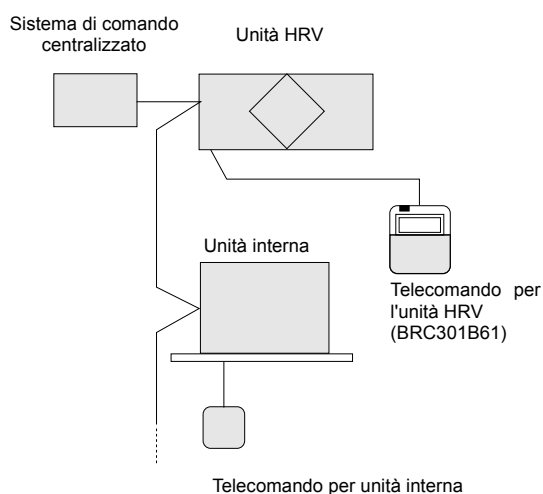 Sistema di comando
centralizzato
Unità HRV
Unità interna
Telecomando per
l'unità HRV
(BRC301B61)
Telecomando per unità interna